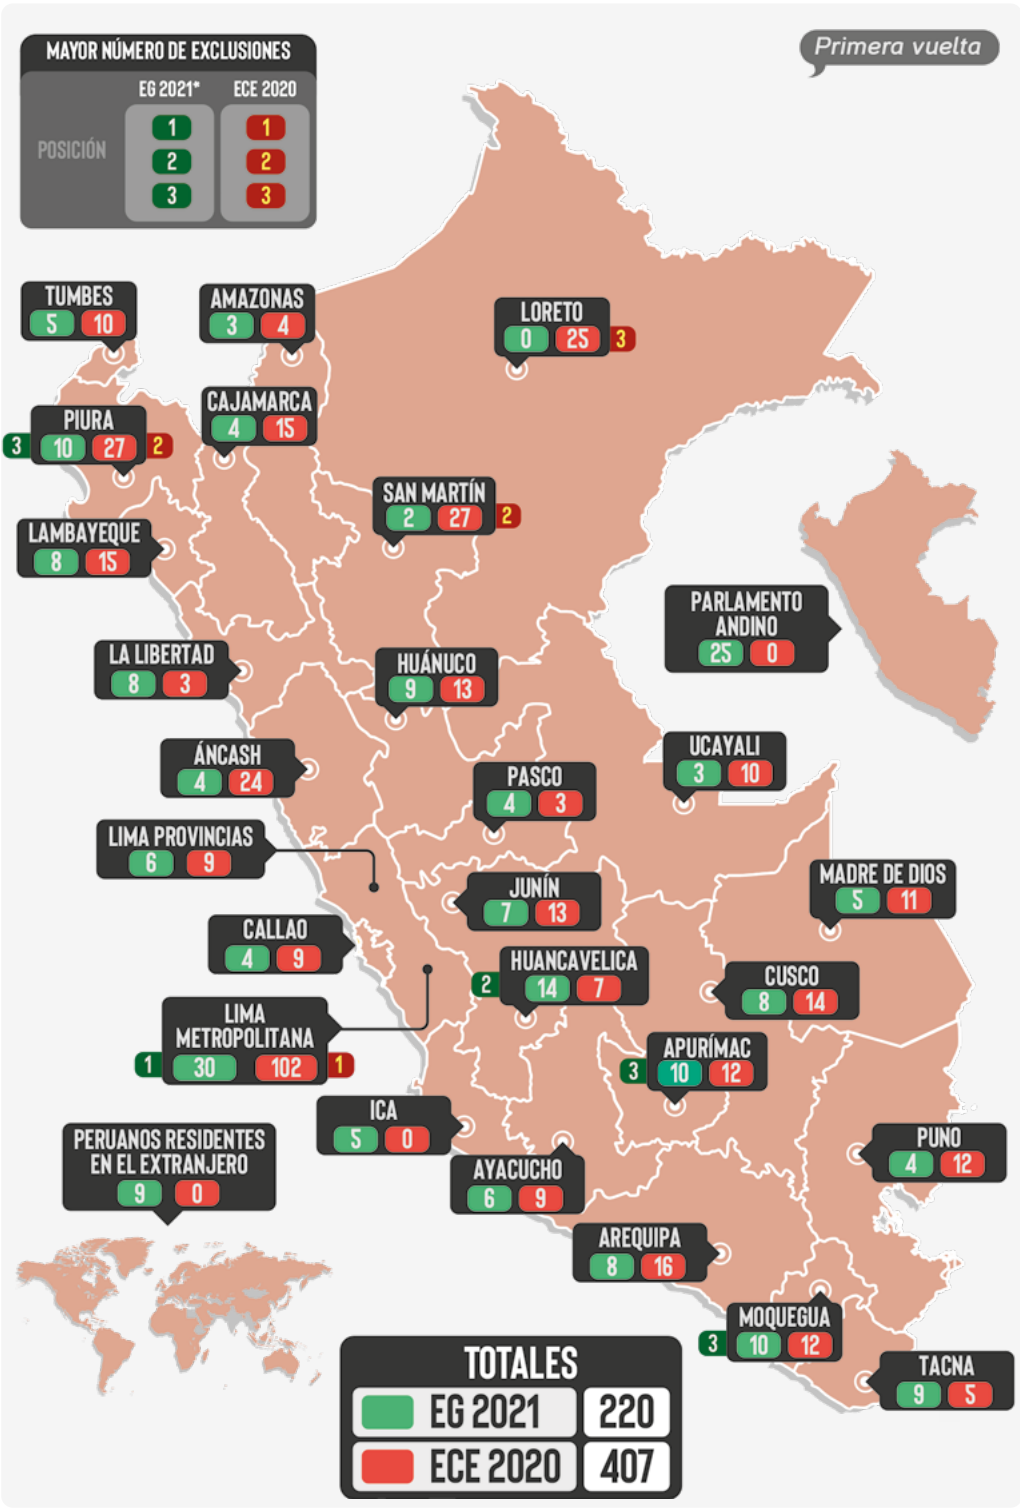 MAYOR NÚMERO DE EXCLUSIONES
Primera vuelta
EG 2021* ECE 2020
POSICIÓN
1 1
2 2
3 3
TUMBES
5 10
AMAZONAS
3 4
LORETO
0 25 3
CAJAMARCA
4 15
PIURA
3 10 27 2
SAN MARTÍN
2 27 2
LAMBAYEQUE
8 15
PARLAMENTO
ANDINO
25 0
LA LIBERTAD
8 3
HUÁNUCO
9 13
ÁNCASH
4 24
UCAYALI
3 10
PASCO
4 3
LIMA PROVINCIAS
6 9
MADRE DE DIOS
5 11
JUNÍN
7 13
CALLAO
4 9
HUANCAVELICA
2 14 7
CUSCO
8 14
LIMA
METROPOLITANA
1 30 102 1
APURÍMAC
3 10 12
ICA
5 0
PERUANOS RESIDENTES
EN EL EXTRANJERO
9 0
PUNO
4 12
AYACUCHO
6 9
AREQUIPA
8 16
MOQUEGUA
3 10 12
TACNA
9 5
TOTALES
EG 2021 220
ECE 2020 407